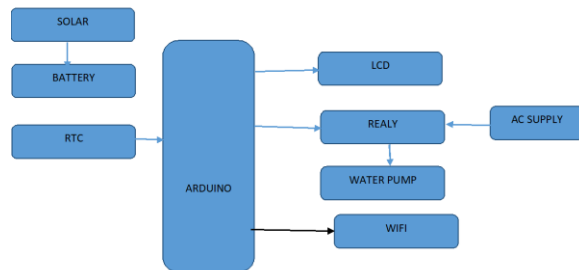 SOLAR
BATTERY
RTC
ARDUINO
LCD
REALY
AC SUPPLY
WATER PUMP
WIFI